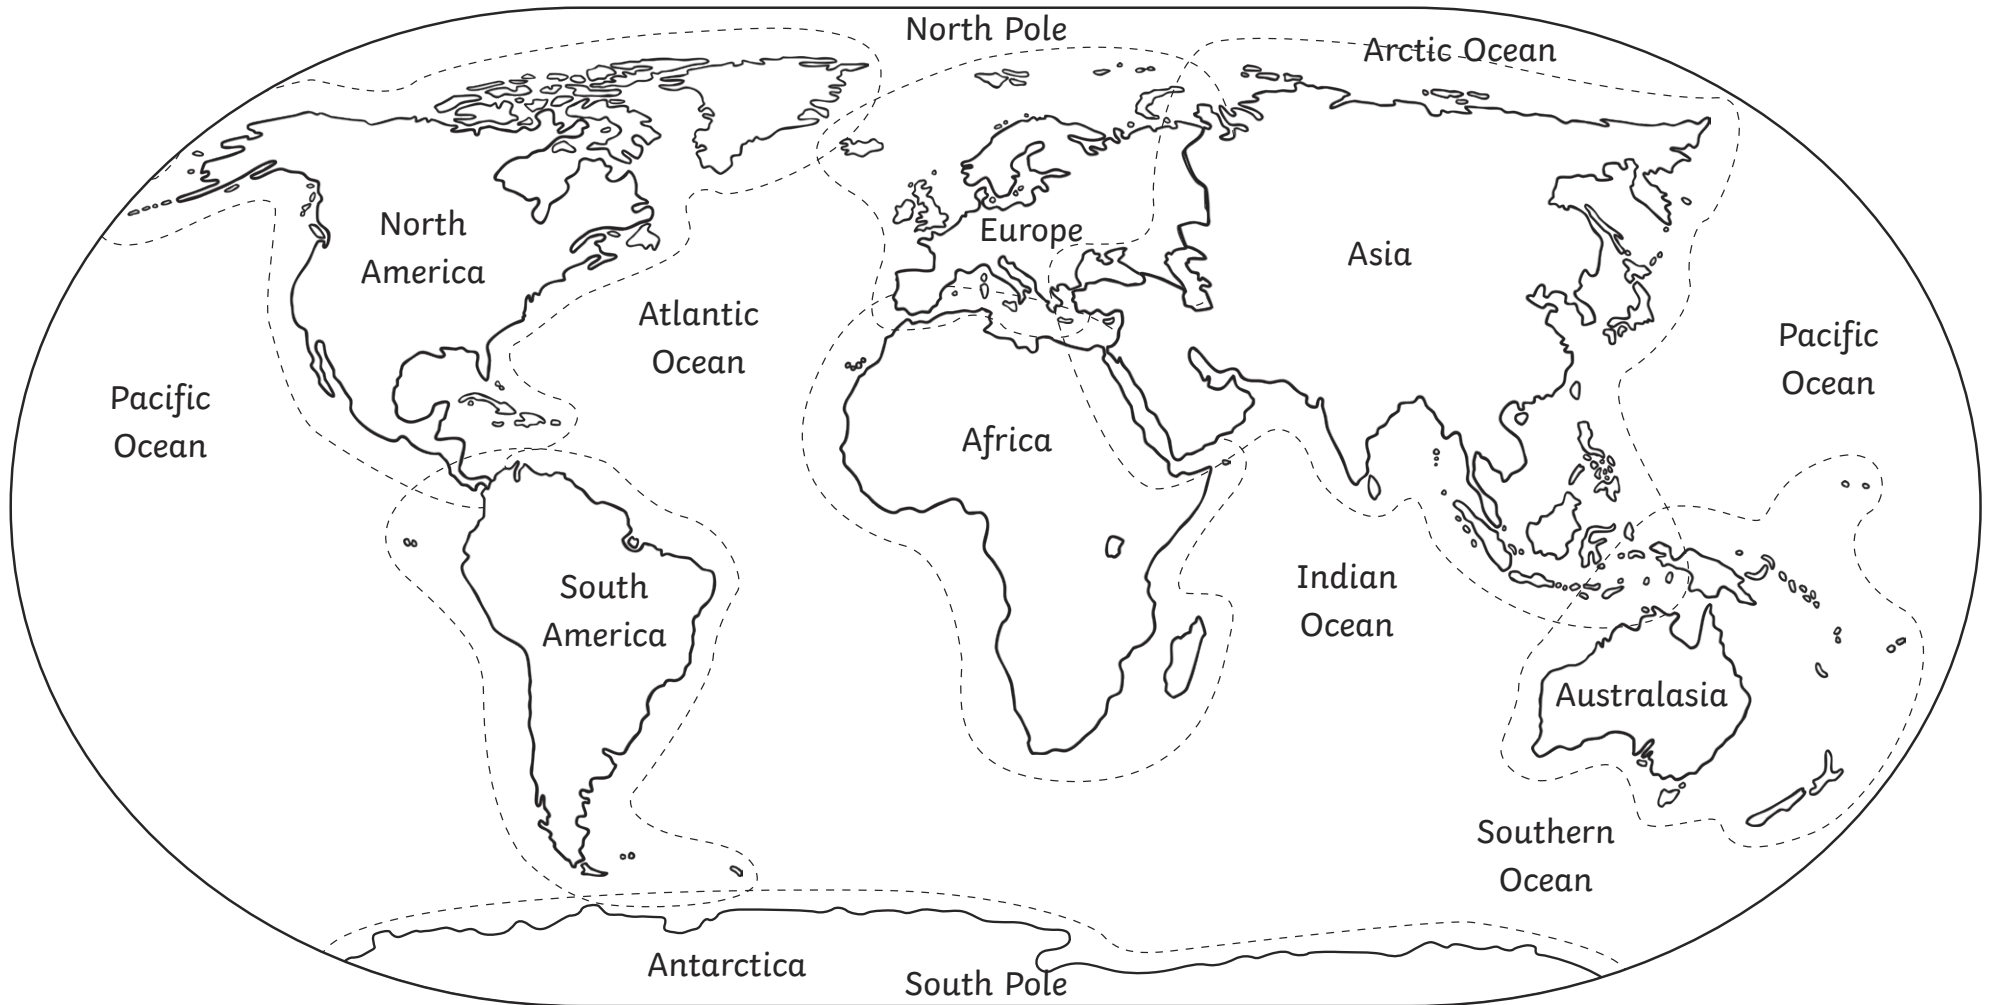 North Pole
Arctic Ocean
North
America
Europe
Asia
Atlantic
Ocean
Pacific
Ocean
Pacific
Ocean
Africa
South
America
Indian
Ocean
Australasia
Southern
Ocean
Antarctica
South Pole